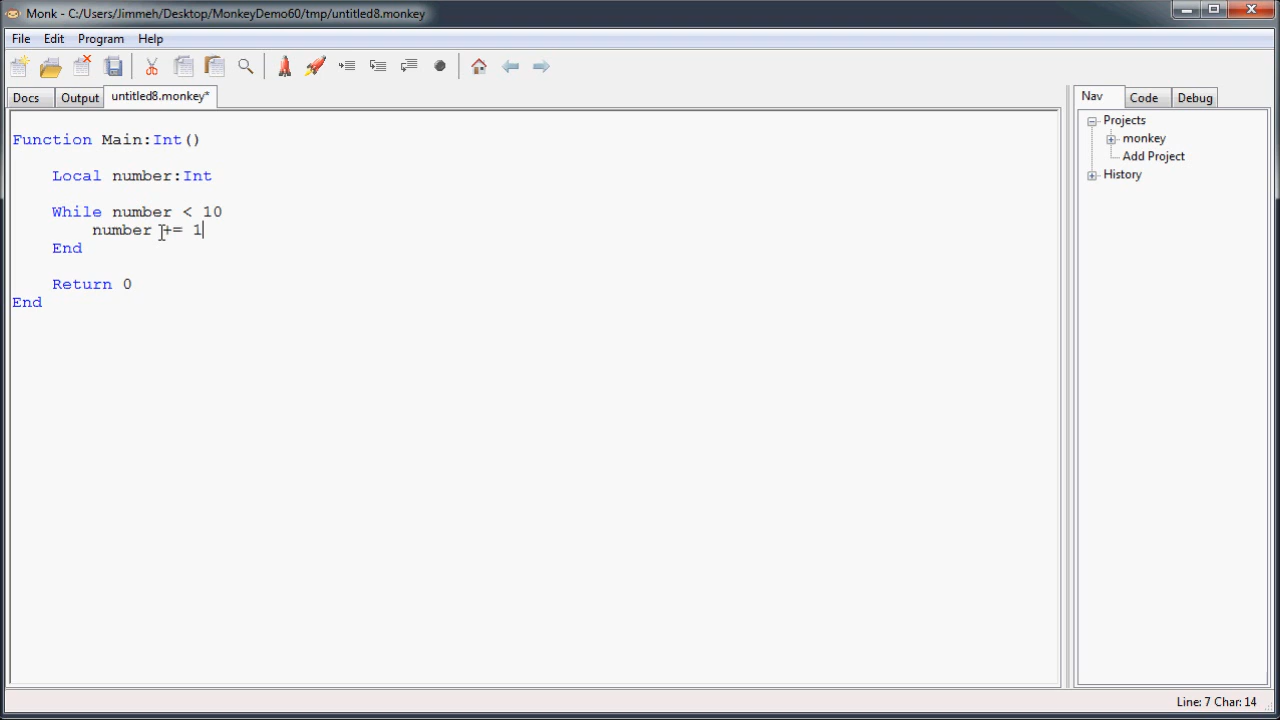 Monk - C:/Users/Jimmeh/Desktop/MonkeyDemo60/tmp/untitled8.monkey
File Edit Program Help
Docs Output untitled8.monkey*
Function Main:Int()
Local number:Int
While number < 10
number += 1
End
Return 0
End
Nav Code Debug
Projects
monkey
Add Project
History
Line: 7 Char: 14